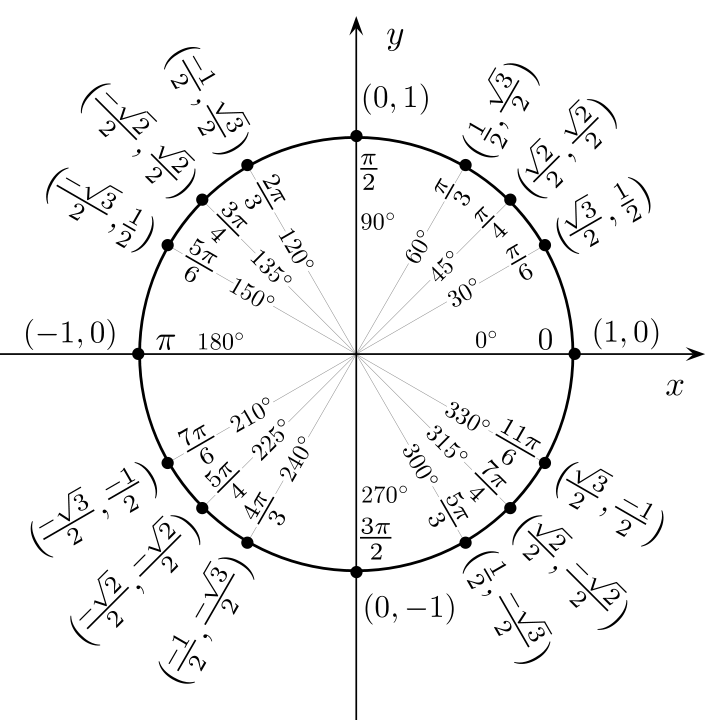 y
(0, 1)
(-1/2, √3/2)
(1/2, √3/2)
(-√2/2, √2/2)
(√2/2, √2/2)
(-√3/2, 1/2)
(√3/2, 1/2)
π/2
90°
2π/3
120°
π/3
60°
3π/4
135°
π/4
45°
5π/6
150°
π/6
30°
(−1, 0)
π
180°
0°
0
(1, 0)
x
7π/6
210°
330°
11π/6
5π/4
225°
315°
7π/4
4π/3
240°
300°
5π/3
270°
3π/2
(-√3/2, -1/2)
(√3/2, -1/2)
(-√2/2, -√2/2)
(√2/2, -√2/2)
(-1/2, -√3/2)
(1/2, -√3/2)
(0, −1)